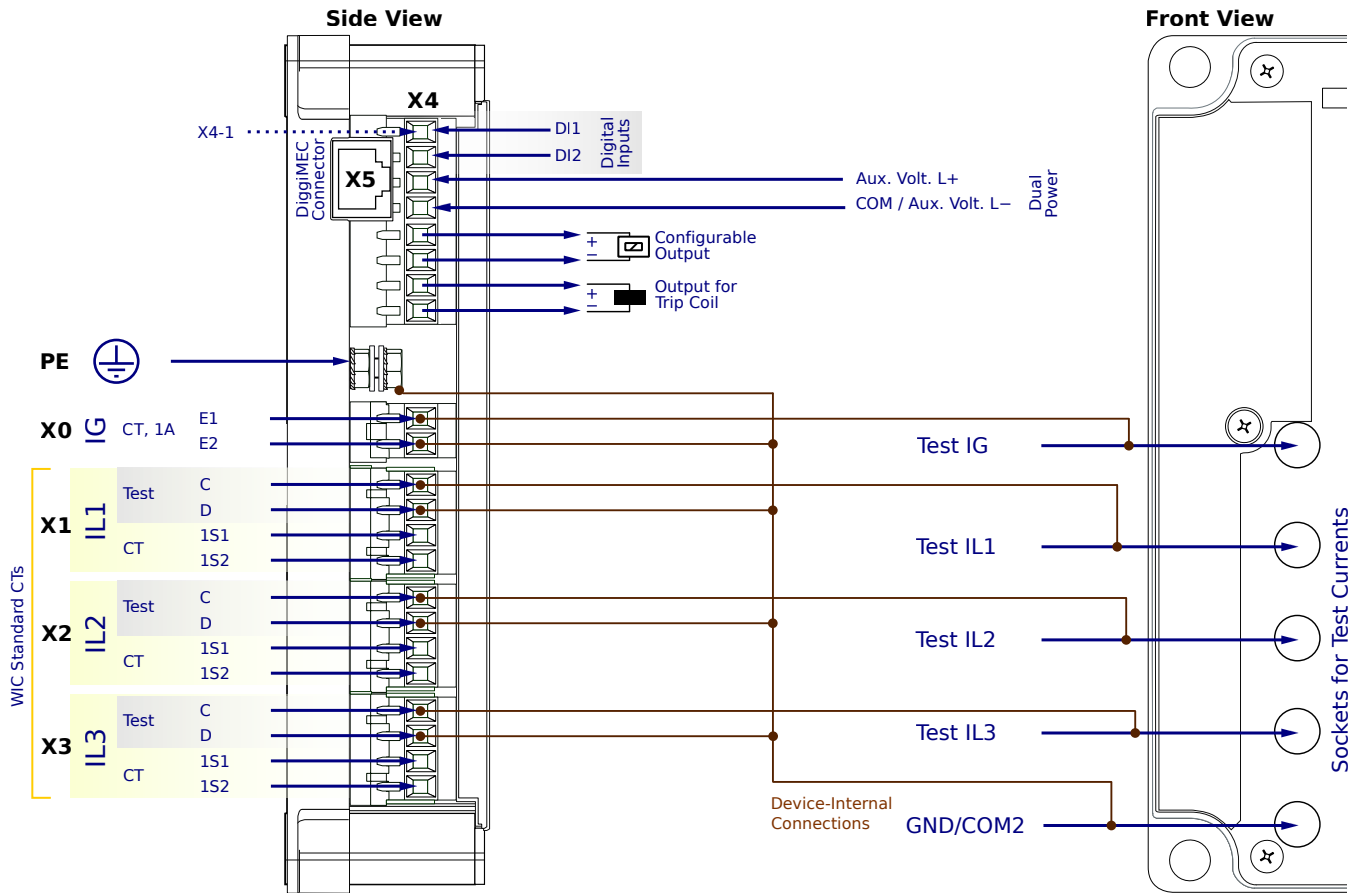 Side View
Front View
X4
X4-1
DI1
DI2
Digital
Inputs
DiggiMEC
Connector
X5
Aux. Volt. L+
COM / Aux. Volt. L−
Dual
Power
+
−
Configurable
Output
+
−
Output for
Trip Coil
PE
X0
IG
CT, 1A
E1
E2
Test IG
WIC Standard CTs
X1
IL1
Test
C
D
CT
1S1
1S2
Test IL1
X2
IL2
Test
C
D
CT
1S1
1S2
Test IL2
X3
IL3
Test
C
D
CT
1S1
1S2
Test IL3
Sockets for Test Currents
Device-Internal
Connections
GND/COM2